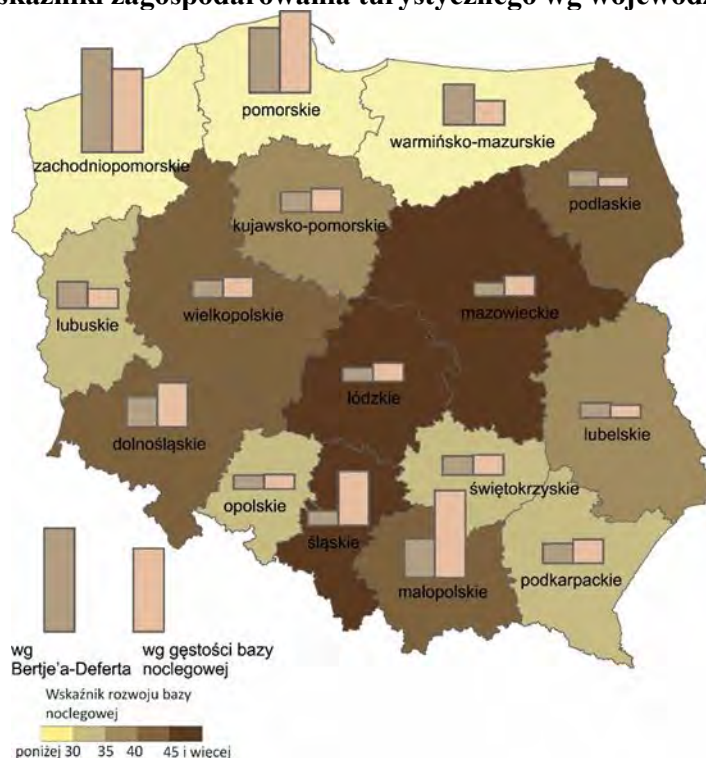 skaźniki zagospodarowania turystycznego wg wojewódz
pomorskie
zachodniopomorskie
warmińsko-mazurskie
podlaskie
kujawsko-pomorskie
wielkopolskie
mazowieckie
lubuskie
łódzkie
dolnośląskie
lubelskie
opolskie
świętokrzyskie
śląskie
małopolskie
podkarpackie
wg
Bertje'a-Deferta
wg gęstości bazy
noclegowej
Wskaźnik rozwoju bazy
noclegowej
poniżej 30 35 40 45 i więcej